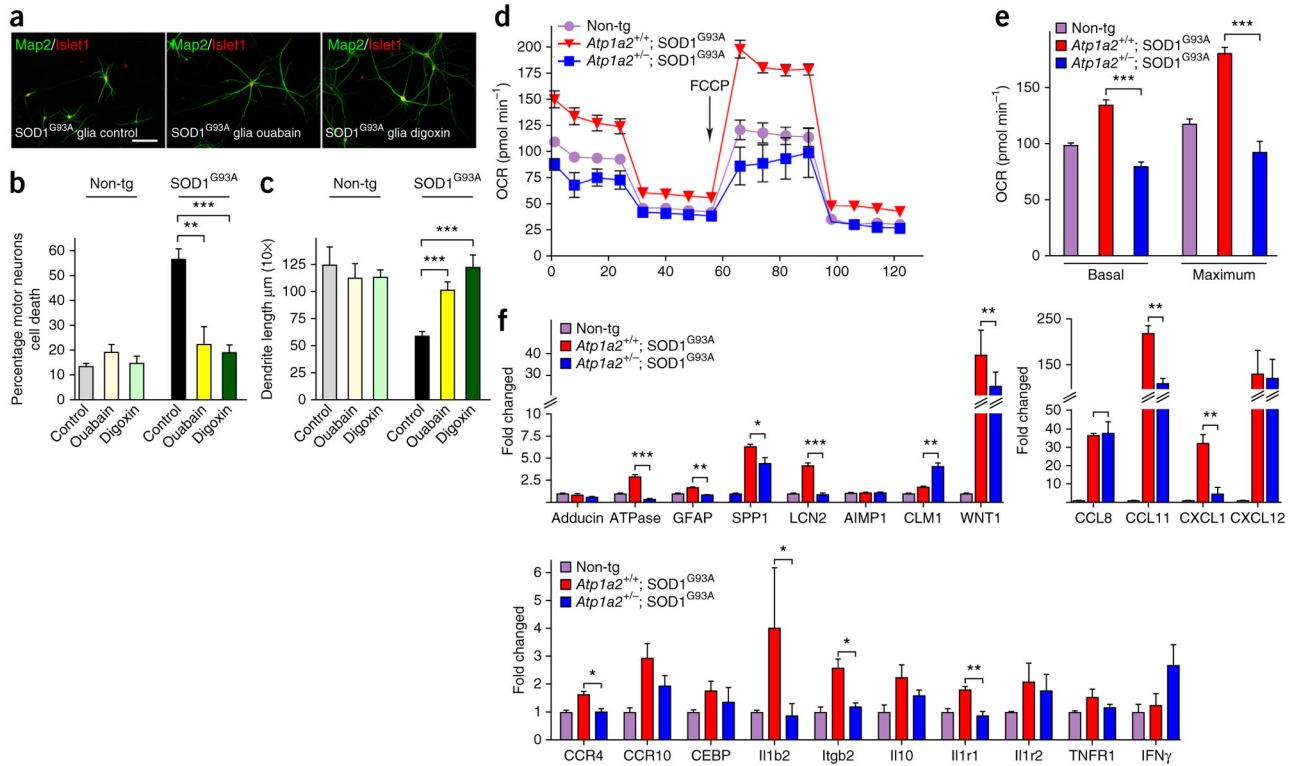 a
Map2/Islet1
Map2/Islet1
Map2/Islet1
SOD1G93A glia control
SOD1G93A glia ouabain
SOD1G93A glia digoxin
b
Non-tg
SOD1G93A
***
**
Percentage motor neurons
cell death
60
50
40
30
20
10
0
Control
Ouabain
Digoxin
Control
Ouabain
Digoxin
c
Non-tg
SOD1G93A
***
***
Dendrite length μm (10×)
125
100
75
50
25
0
Control
Ouabain
Digoxin
Control
Ouabain
Digoxin
d
Non-tg
Atp1a2+/+; SOD1G93A
Atp1a2+/−; SOD1G93A
FCCP
OCR (pmol min−1)
200
175
150
125
100
75
50
25
0
0
20
40
60
80
100
120
e
Non-tg
Atp1a2+/+; SOD1G93A
Atp1a2+/−; SOD1G93A
***
***
OCR (pmol min−1)
200
150
100
50
0
Basal
Maximum
f
Non-tg
Atp1a2+/+; SOD1G93A
Atp1a2+/−; SOD1G93A
Fold changed
40
30
10
7.5
5.0
2.5
0
***
**
*
***
**
**
Adducin
ATPase
GFAP
SPP1
LCN2
AIMP1
CLM1
WNT1
Fold changed
250
150
50
40
30
20
10
0
**
**
CCL8
CCL11
CXCL1
CXCL12
Non-tg
Atp1a2+/+; SOD1G93A
Atp1a2+/−; SOD1G93A
Fold changed
6
5
4
3
2
1
0
*
*
*
**
CCR4
CCR10
CEBP
Il1b2
Itgb2
Il10
Il1r1
Il1r2
TNFR1
IFNγ